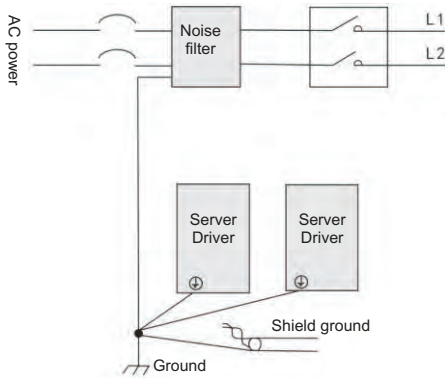 AC power
Noise
filter
L1
L2
Server
Driver
Server
Driver
Shield ground
Ground